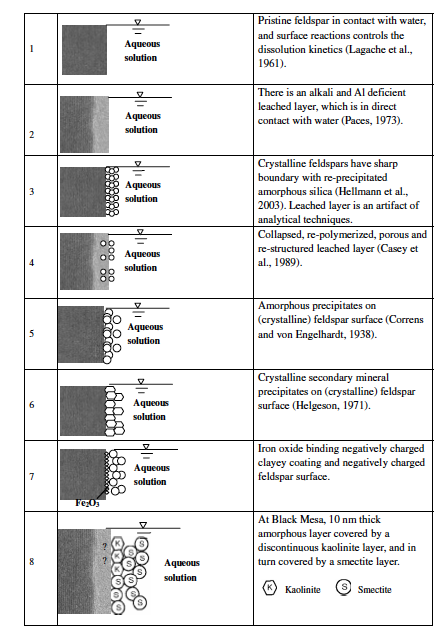 1
Aqueous
solution
Pristine feldspar in contact with water,
and surface reactions controls the
dissolution kinetics (Lagache et al.,
1961).
2
Aqueous
solution
There is an alkali and Al deficient
leached layer, which is in direct
contact with water (Paces, 1973).
3
Aqueous
solution
Crystalline feldspars have sharp
boundary with re-precipitated
amorphous silica (Hellmann et al.,
2003). Leached layer is an artifact of
analytical techniques.
4
Aqueous
solution
Collapsed, re-polymerized, porous and
re-structured leached layer (Casey et
al., 1989).
5
Aqueous
solution
Amorphous precipitates on
(crystalline) feldspar surface (Correns
and von Engelhardt, 1938).
6
Aqueous
solution
Crystalline secondary mineral
precipitates on (crystalline) feldspar
surface (Helgeson, 1971).
7
Aqueous
solution
Fe2O3
Iron oxide binding negatively charged
clayey coating and negatively charged
feldspar surface.
8
? K S
? K S
K S S
S S
S S
S S
Aqueous
solution
At Black Mesa, 10 nm thick
amorphous layer covered by a
discontinuous kaolinite layer, and in
turn covered by a smectite layer.
K Kaolinite S Smectite